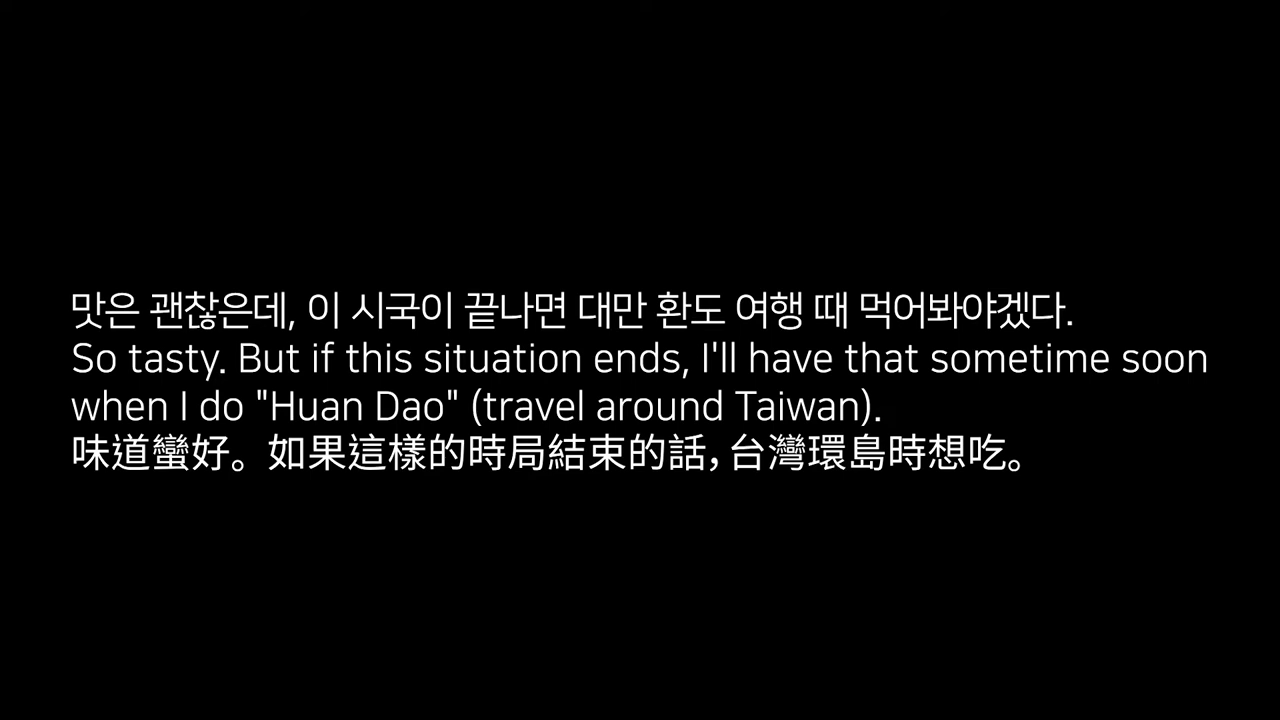 맛은 괜찮은데, 이 시국이 끝나면 대만 환도 여행 때 먹어봐야겠다.
So tasty. But if this situation ends, I'll have that sometime soon
when I do "Huan Dao" (travel around Taiwan).
味道蠻好。如果這樣的時局結束的話，台灣環島時想吃。